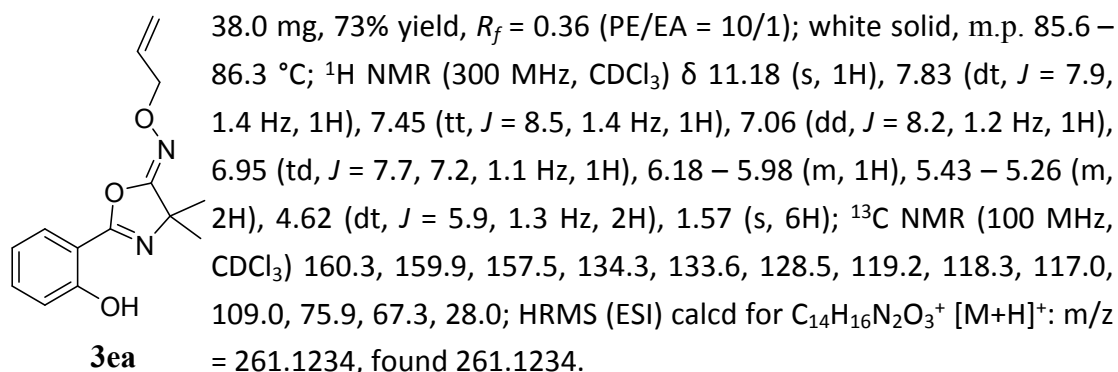 38.0 mg, 73% yield, Rf = 0.36 (PE/EA = 10/1); white solid, m.p. 85.6 –
86.3 °C; ¹H NMR (300 MHz, CDCl₃) δ 11.18 (s, 1H), 7.83 (dt, J = 7.9,
1.4 Hz, 1H), 7.45 (tt, J = 8.5, 1.4 Hz, 1H), 7.06 (dd, J = 8.2, 1.2 Hz, 1H),
6.95 (td, J = 7.7, 7.2, 1.1 Hz, 1H), 6.18 – 5.98 (m, 1H), 5.43 – 5.26 (m,
2H), 4.62 (dt, J = 5.9, 1.3 Hz, 2H), 1.57 (s, 6H); ¹³C NMR (100 MHz,
CDCl₃) 160.3, 159.9, 157.5, 134.3, 133.6, 128.5, 119.2, 118.3, 117.0,
109.0, 75.9, 67.3, 28.0; HRMS (ESI) calcd for C₁₄H₁₆N₂O₃⁺ [M+H]⁺: m/z
= 261.1234, found 261.1234.
O
N
O
N
OH
3ea